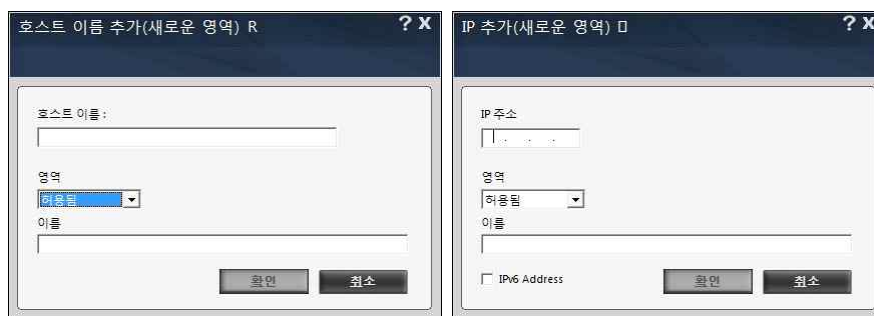 호스트 이름 추가(새로운 영역) R
? X
호스트 이름 :
영역
허용됨
이름
확인
취소
IP 추가(새로운 영역) □
? X
IP 주소
. . .
영역
허용됨
이름
IPv6 Address
확인
취소